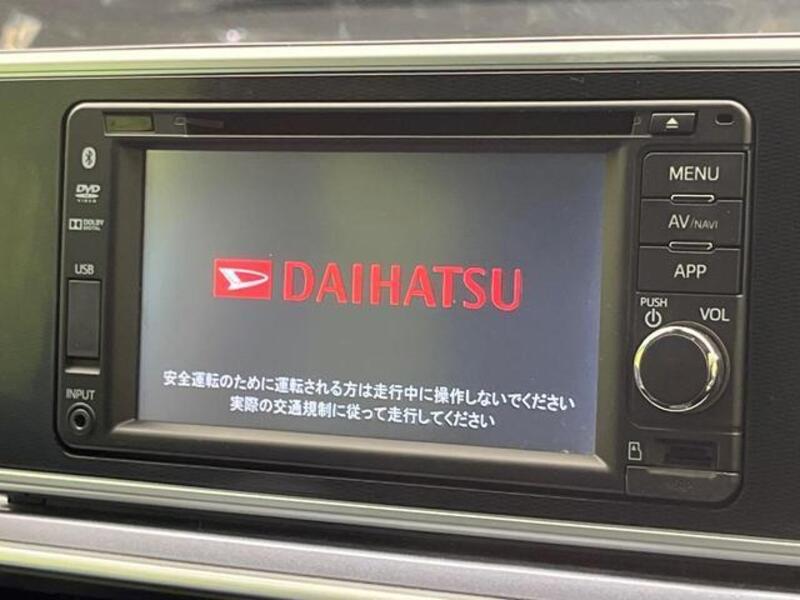 DVD
VIDEO
DOLBY
DIGITAL
USB
INPUT
DAIHATSU
安全運転のために運転される方は走行中に操作しないでください
実際の交通規制に従って走行してください
MENU
AV/NAVI
APP
PUSH
VOL